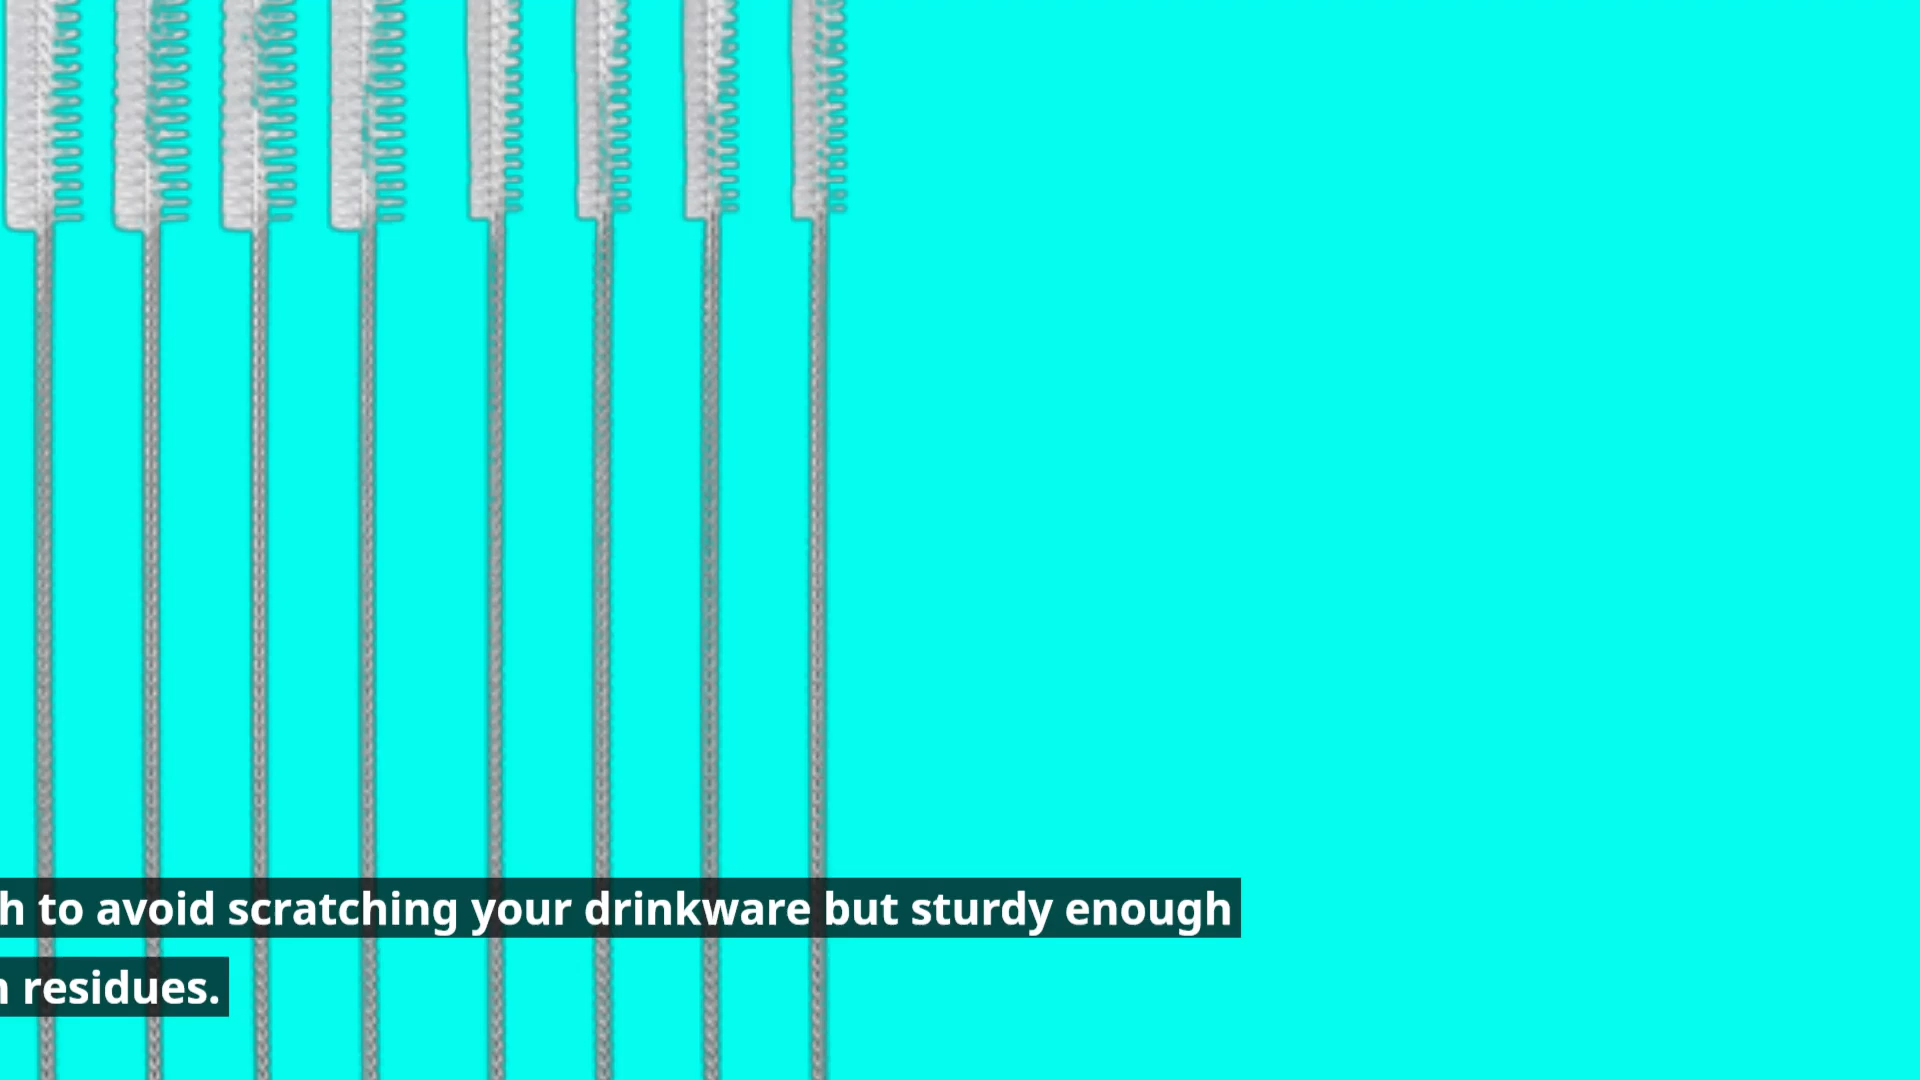 to avoid scratching your drinkware but sturdy enough
residues.